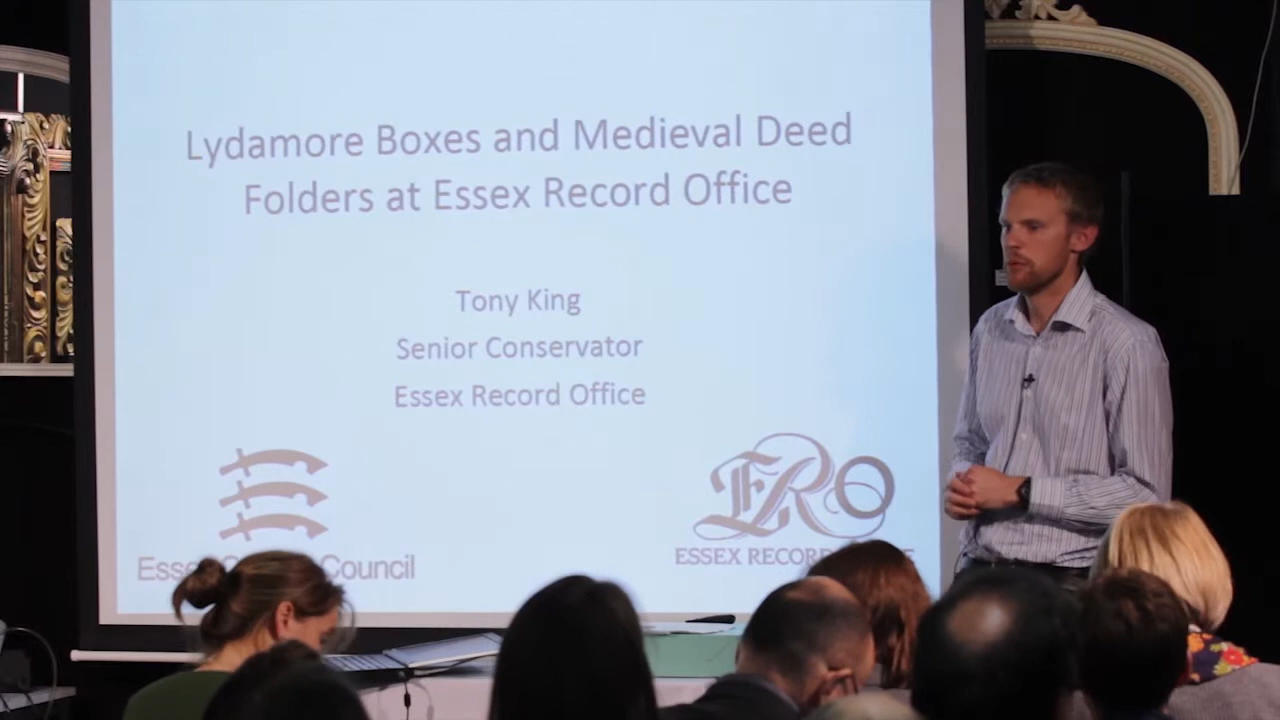 Lydamore Boxes and Medieval Deed
Folders at Essex Record Office
Tony King
Senior Conservator
Essex Record Office
ERO
Council
ESSEX RECORD